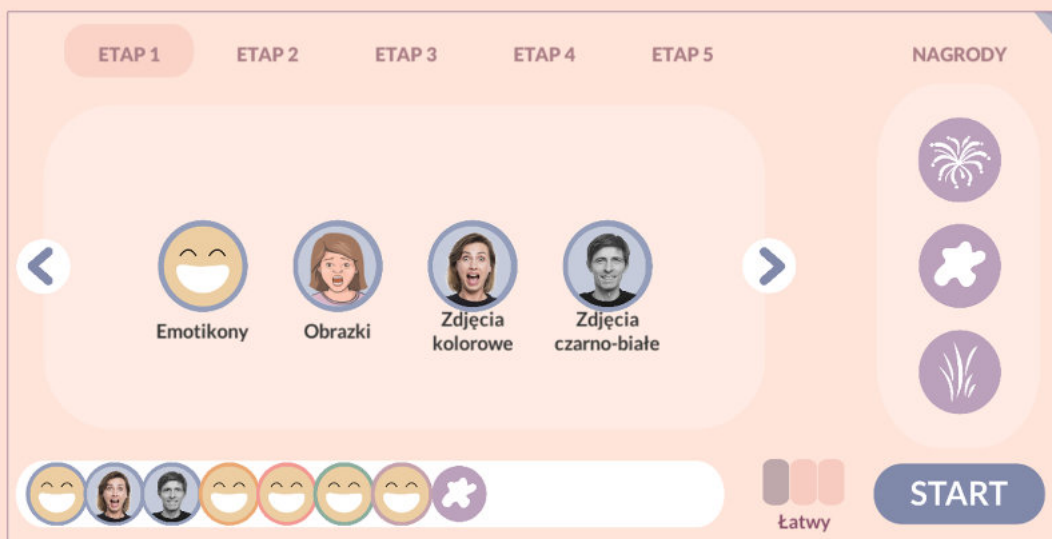 ETAP 1
ETAP 2
ETAP 3
ETAP 4
ETAP 5
NAGRODY
Emotikony
Obrazki
Zdjęcia
kolorowe
Zdjęcia
czarno-białe
Łatwy
START